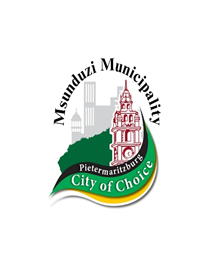 Msunduzi Municipality
Pietermaritzburg
City of Choice